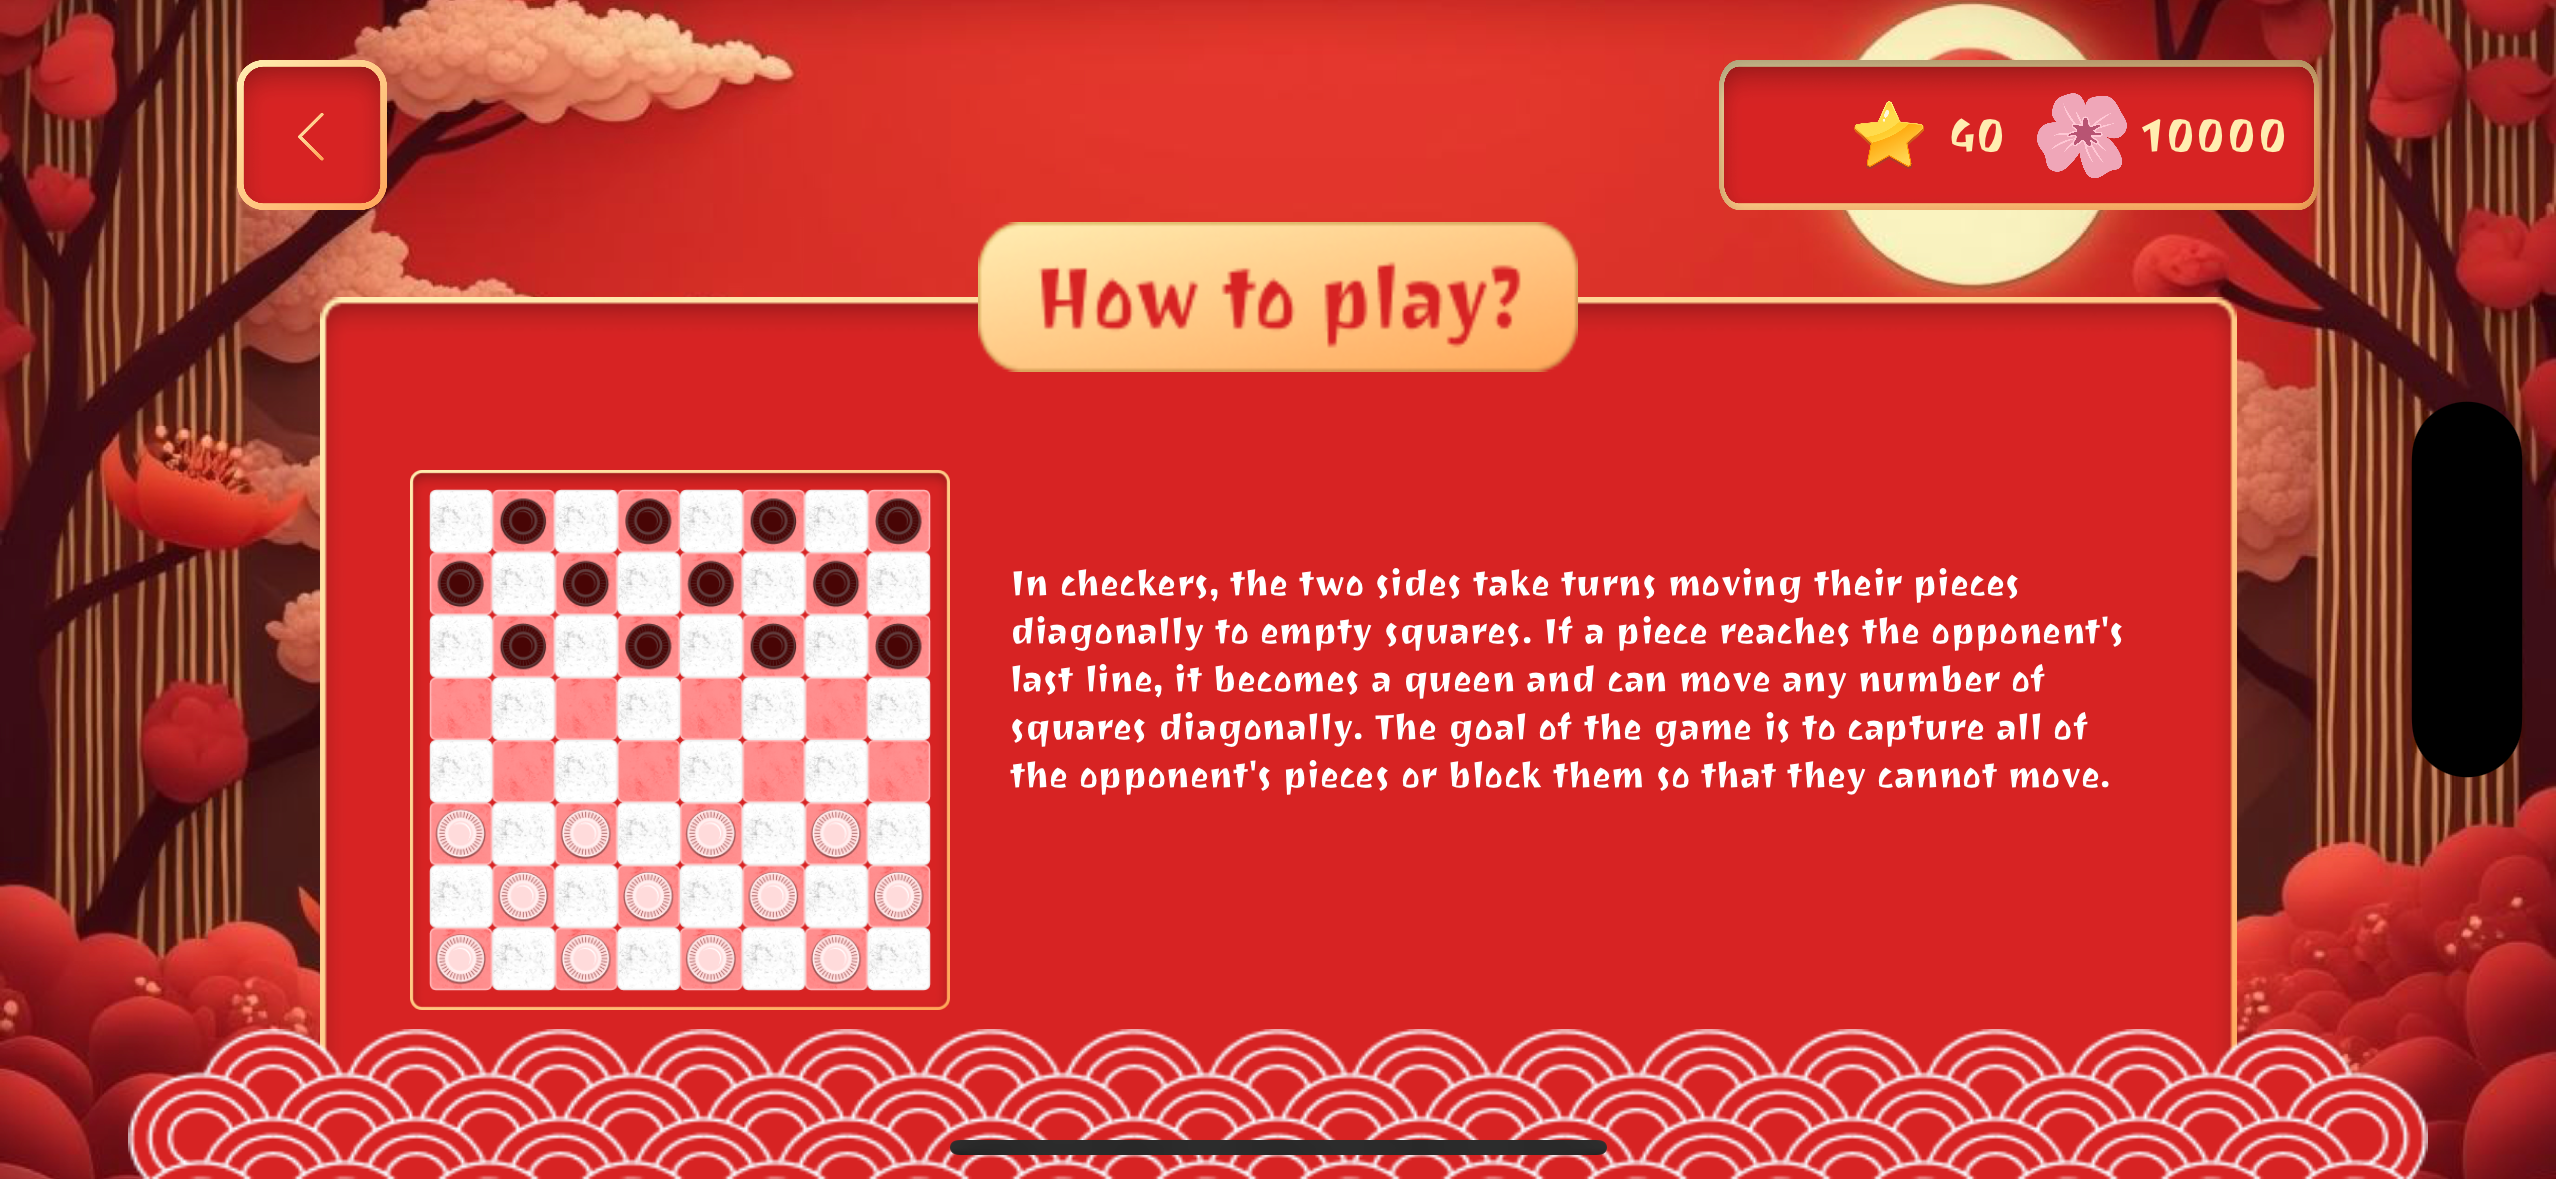 40 10000
How to play?
In checkers, the two sides take turns moving their pieces
diagonally to empty squares. If a piece reaches the opponent's
last line, it becomes a queen and can move any number of
squares diagonally. The goal of the game is to capture all of
the opponent's pieces or block them so that they cannot move.